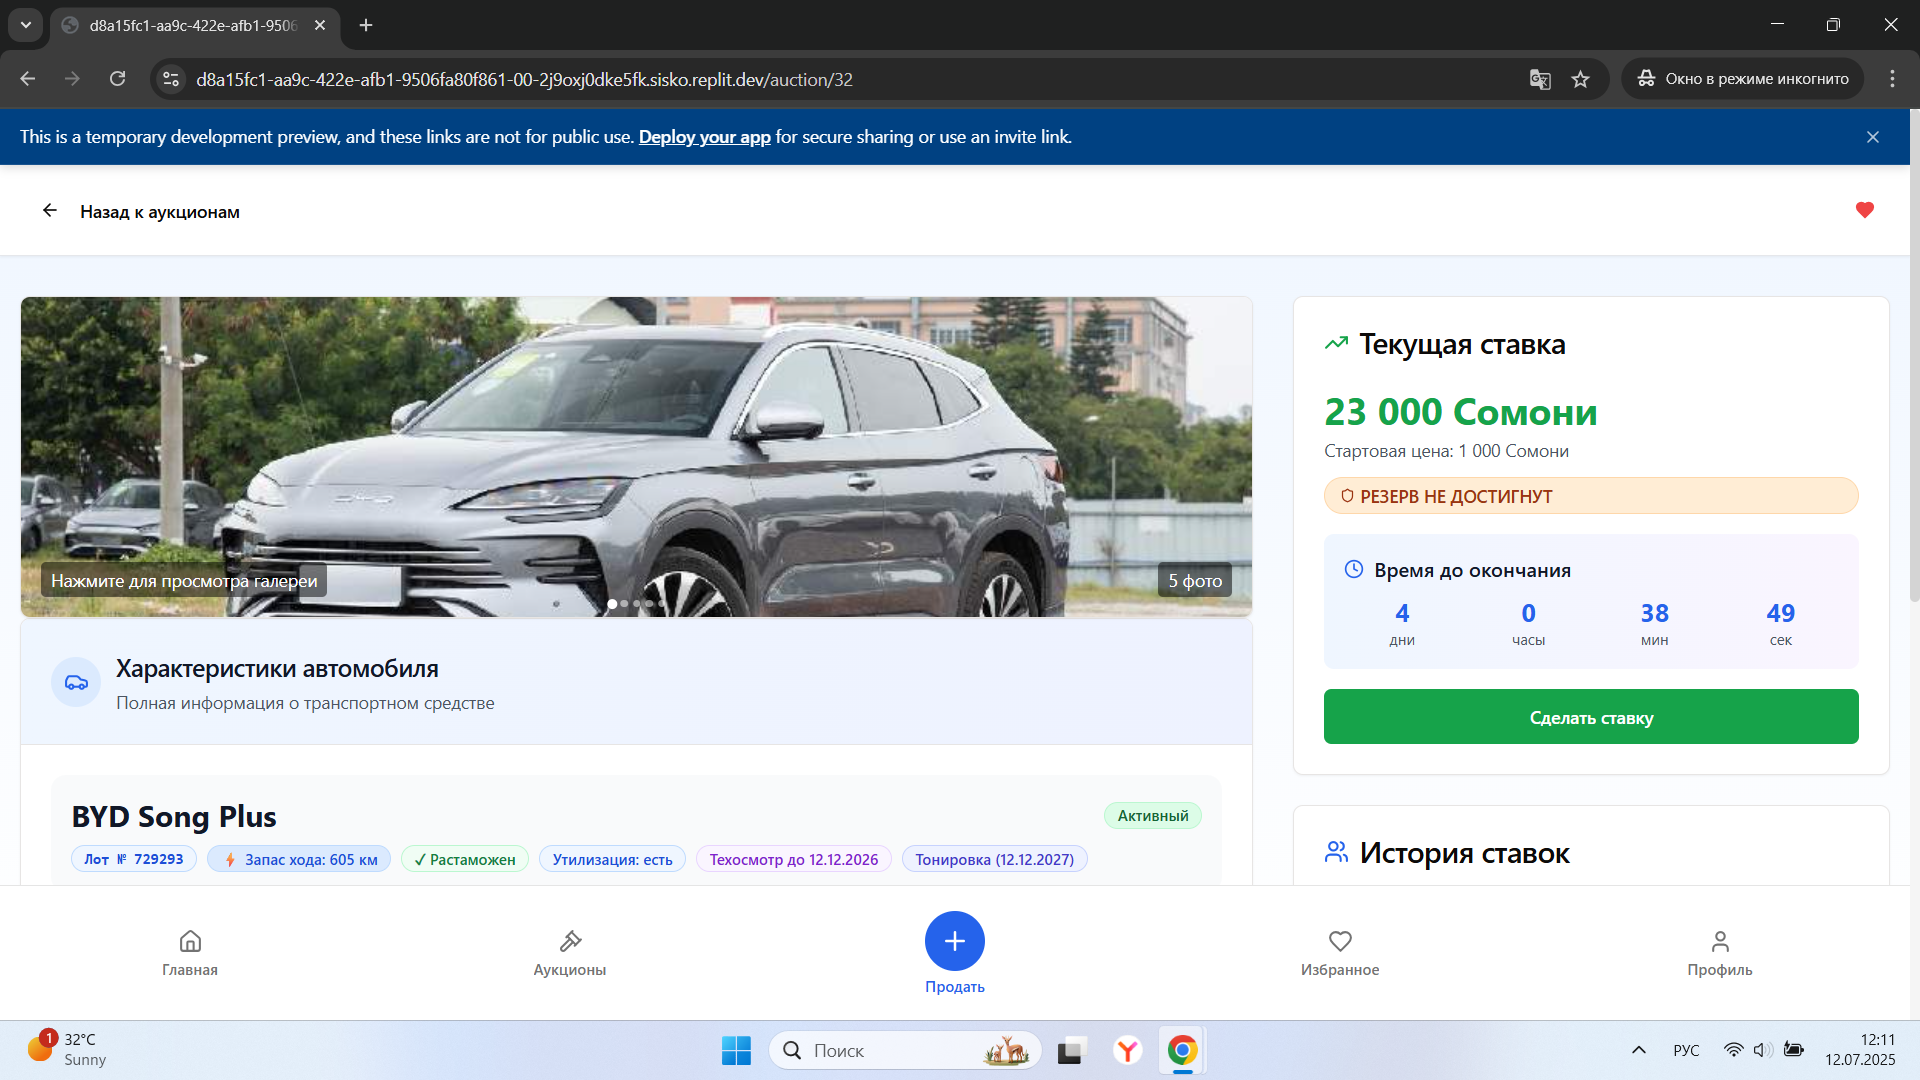 d8a15fc1-aa9c-422e-afb1-9506
d8a15fc1-aa9c-422e-afb1-9506fa80f861-00-2j9oxj0dke5fk.sisko.replit.dev/auction/32
Окно в режиме инкогнито
This is a temporary development preview, and these links are not for public use. Deploy your app for secure sharing or use an invite link.
Назад к аукционам
Нажмите для просмотра галереи
5 фото
Характеристики автомобиля
Полная информация о транспортном средстве
BYD Song Plus
Активный
Лот № 729293
Запас хода: 605 км
✓ Растаможен
Утилизация: есть
Техосмотр до 12.12.2026
Тонировка (12.12.2027)
Текущая ставка
23 000 Сомони
Стартовая цена: 1 000 Сомони
РЕЗЕРВ НЕ ДОСТИГНУТ
Время до окончания
4 0 38 49
дни часы мин сек
Сделать ставку
История ставок
Главная
Аукционы
Продать
Избранное
Профиль
1
32°C
Sunny
Поиск
РУС
12:11
12.07.2025